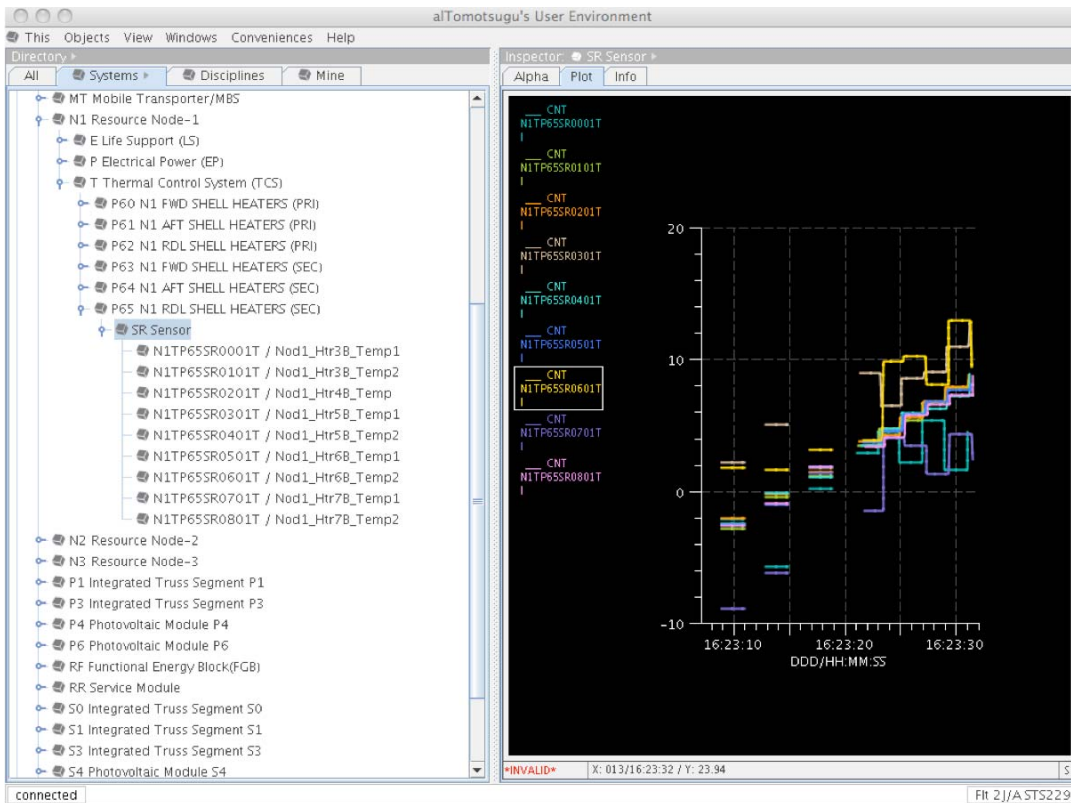 alTomotsugu's User Environment
This Objects View Windows Conveniences Help
Directory
All Systems Disciplines Mine
MT Mobile Transporter/MBS
N1 Resource Node-1
E Life Support (LS)
P Electrical Power (EP)
T Thermal Control System (TCS)
P60 N1 FWD SHELL HEATERS (PRI)
P61 N1 AFT SHELL HEATERS (PRI)
P62 N1 RDL SHELL HEATERS (PRI)
P63 N1 FWD SHELL HEATERS (SEC)
P64 N1 AFT SHELL HEATERS (SEC)
P65 N1 RDL SHELL HEATERS (SEC)
SR Sensor
N1TP65SR0001T / Nod1_Htr3B_Temp1
N1TP65SR0101T / Nod1_Htr3B_Temp2
N1TP65SR0201T / Nod1_Htr4B_Temp
N1TP65SR0301T / Nod1_Htr5B_Temp1
N1TP65SR0401T / Nod1_Htr5B_Temp2
N1TP65SR0501T / Nod1_Htr6B_Temp1
N1TP65SR0601T / Nod1_Htr6B_Temp2
N1TP65SR0701T / Nod1_Htr7B_Temp1
N1TP65SR0801T / Nod1_Htr7B_Temp2
N2 Resource Node-2
N3 Resource Node-3
P1 Integrated Truss Segment P1
P3 Integrated Truss Segment P3
P4 Photovoltaic Module P4
P6 Photovoltaic Module P6
RF Functional Energy Block(FGB)
RR Service Module
S0 Integrated Truss Segment S0
S1 Integrated Truss Segment S1
S3 Integrated Truss Segment S3
S4 Photovoltaic Module S4
Inspector: SR Sensor
Alpha Plot Info
CNT
N1TP65SR0001T
I
CNT
N1TP65SR0101T
I
CNT
N1TP65SR0201T
I
CNT
N1TP65SR0301T
I
CNT
N1TP65SR0401T
I
CNT
N1TP65SR0501T
I
CNT
N1TP65SR0601T
I
CNT
N1TP65SR0701T
I
CNT
N1TP65SR0801T
I
20
10
0
-10
16:23:10 16:23:20 16:23:30
DDD/HH:MM:SS
*INVALID* X: 013/16:23:32 / Y: 23.94 S
connected Flt 2J/A STS229